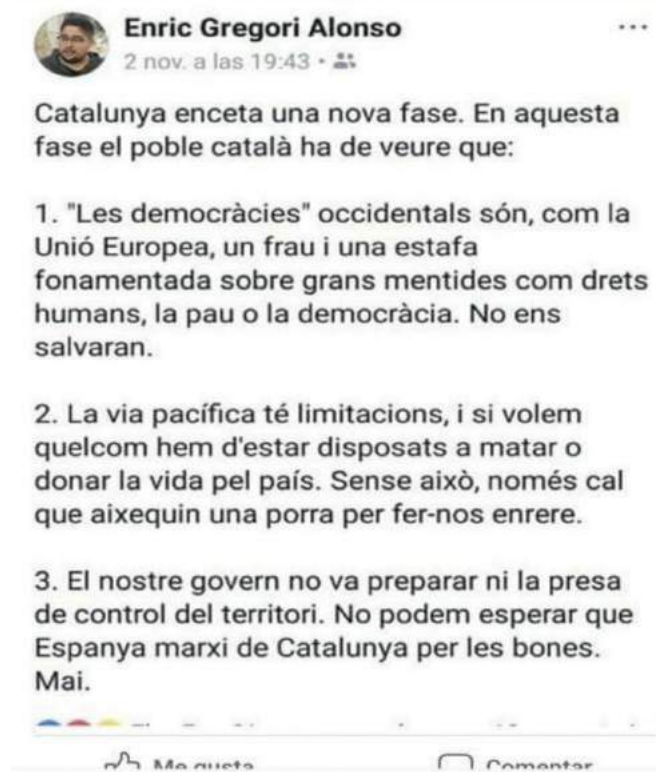 Enric Gregori Alonso
2 nov. a las 19:43
Catalunya enceta una nova fase. En aquesta
fase el poble català ha de veure que:
1. "Les democràcies" occidentals són, com la
Unió Europea, un frau i una estafa
fonamentada sobre grans mentides com drets
humans, la pau o la democràcia. No ens
salvaran.
2. La via pacífica té limitacions, i si volem
quelcom hem d'estar disposats a matar o
donar la vida pel país. Sense això, només cal
que aixequin una porra per fer-nos enrere.
3. El nostre govern no va preparar ni la presa
de control del territori. No podem esperar que
Espanya marxi de Catalunya per les bones.
Mai.
Me gusta
Comentar